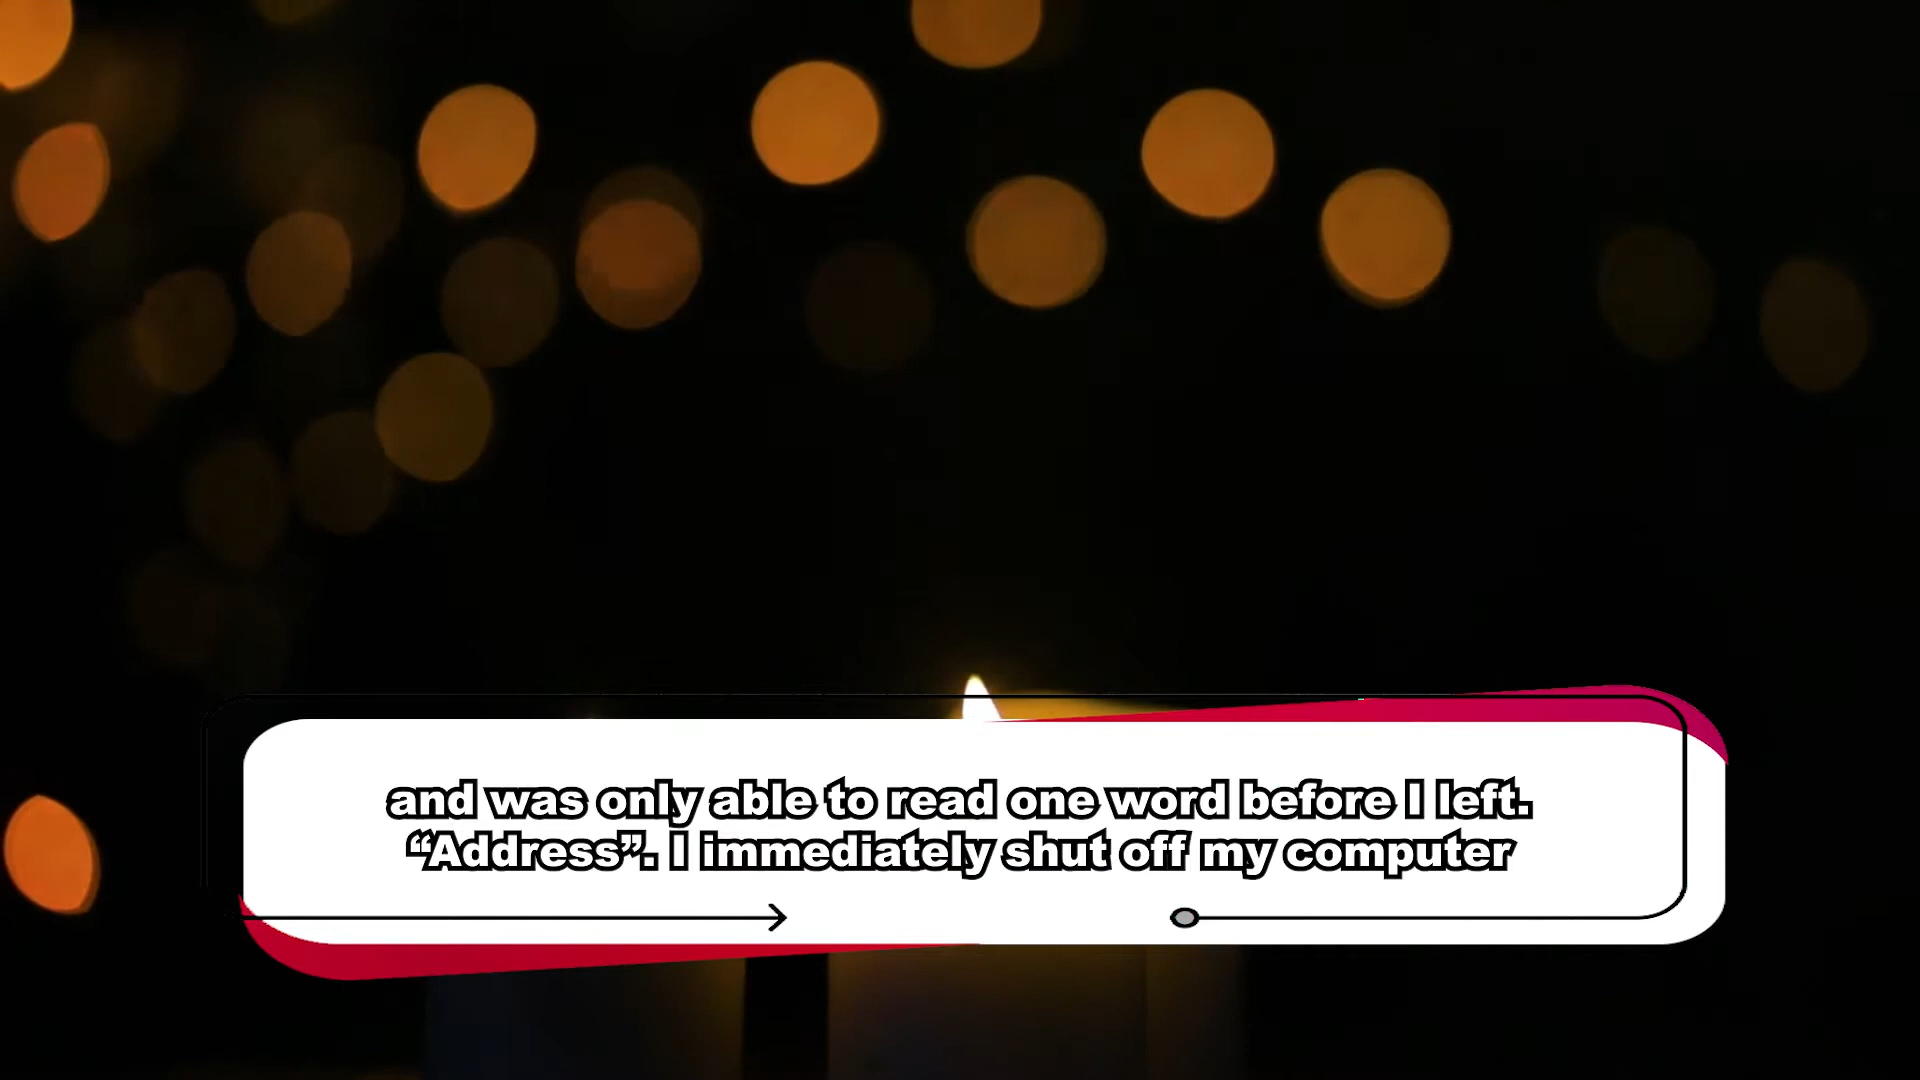 and was only able to read one word before I left.
“Address”. I immediately shut off my computer